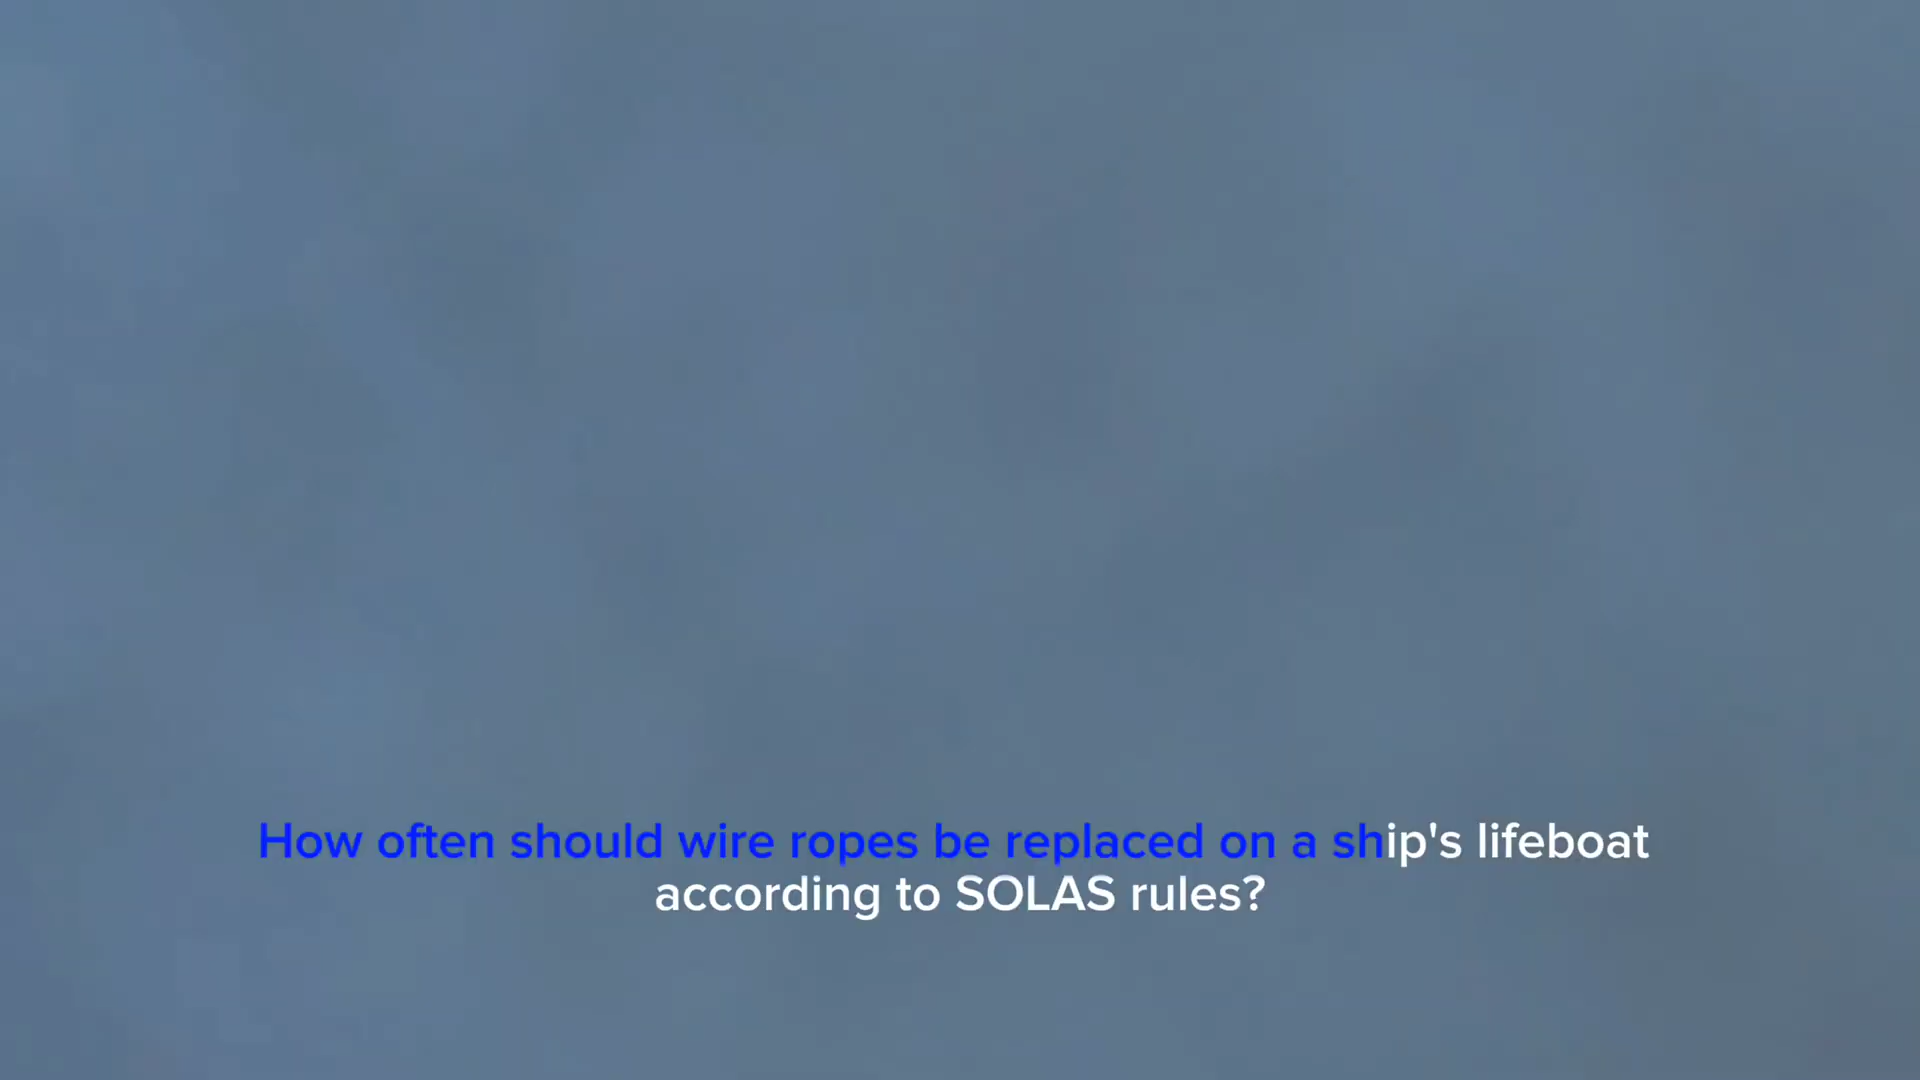 How often should wire ropes be replaced on a ship's lifeboat
according to SOLAS rules?